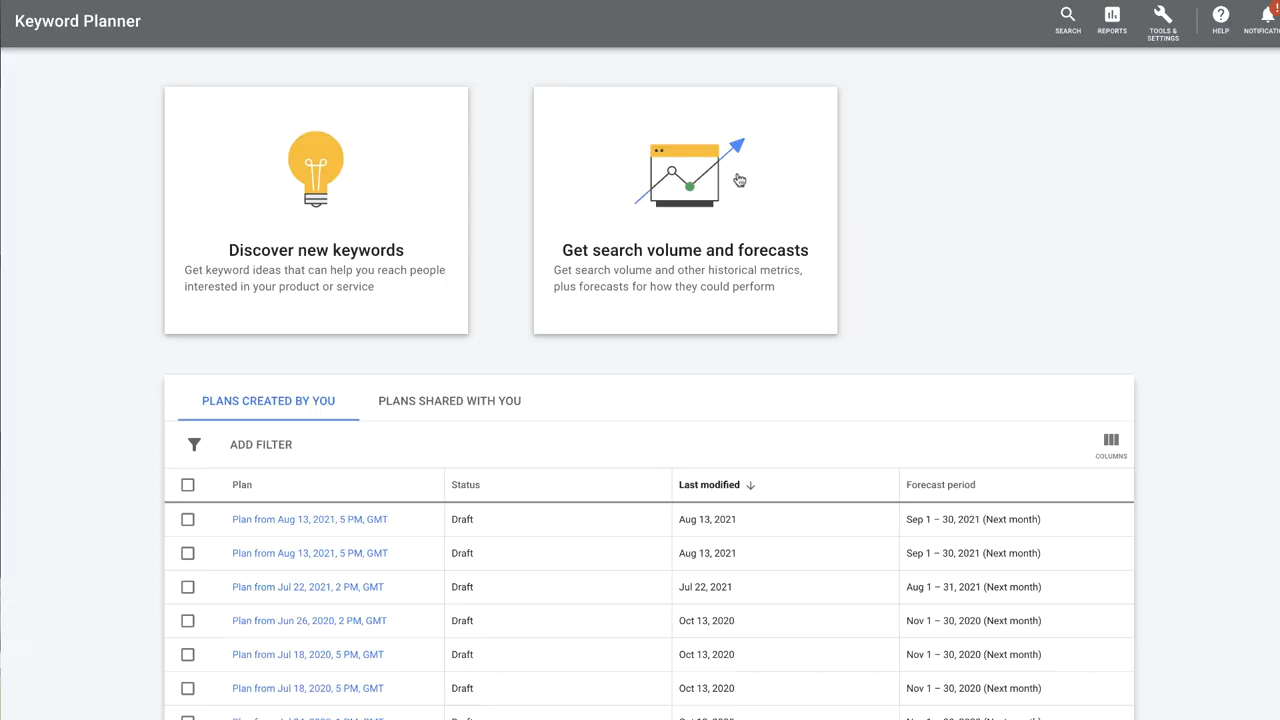 Keyword Planner
SEARCH
REPORTS
TOOLS &
SETTINGS
HELP
NOTIFICATI
!
Discover new keywords
Get keyword ideas that can help you reach people
interested in your product or service
Get search volume and forecasts
Get search volume and other historical metrics,
plus forecasts for how they could perform
PLANS CREATED BY YOU
PLANS SHARED WITH YOU
ADD FILTER
COLUMNS
Plan Status Last modified Forecast period
Plan from Aug 13, 2021, 5 PM, GMT Draft Aug 13, 2021 Sep 1 – 30, 2021 (Next month)
Plan from Aug 13, 2021, 5 PM, GMT Draft Aug 13, 2021 Sep 1 – 30, 2021 (Next month)
Plan from Jul 22, 2021, 2 PM, GMT Draft Jul 22, 2021 Aug 1 – 31, 2021 (Next month)
Plan from Jun 26, 2020, 2 PM, GMT Draft Oct 13, 2020 Nov 1 – 30, 2020 (Next month)
Plan from Jul 18, 2020, 5 PM, GMT Draft Oct 13, 2020 Nov 1 – 30, 2020 (Next month)
Plan from Jul 18, 2020, 5 PM, GMT Draft Oct 13, 2020 Nov 1 – 30, 2020 (Next month)